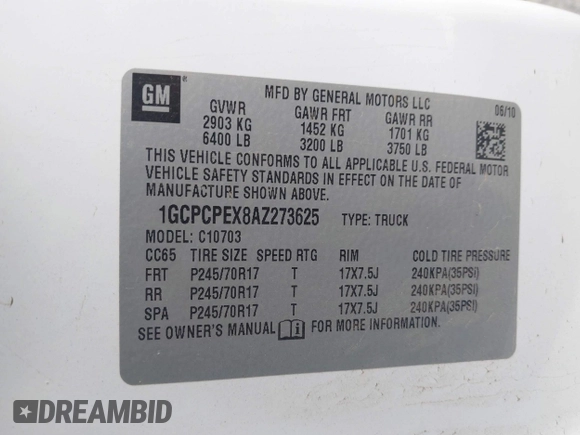 GM
MFD BY GENERAL MOTORS LLC
06/10
GVWR GAWR FRT GAWR RR
2903 KG 1452 KG 1701 KG
6400 LB 3200 LB 3750 LB
THIS VEHICLE CONFORMS TO ALL APPLICABLE U.S. FEDERAL MOTOR
VEHICLE SAFETY STANDARDS IN EFFECT ON THE DATE OF
MANUFACTURE SHOWN ABOVE.
1GCPCPEX8AZ273625 TYPE: TRUCK
MODEL: C10703
CC65 TIRE SIZE SPEED RTG RIM COLD TIRE PRESSURE
FRT P245/70R17 T 17X7.5J 240KPA(35PSI)
RR P245/70R17 T 17X7.5J 240KPA(35PSI)
SPA P245/70R17 T 17X7.5J 240KPA(35PSI)
SEE OWNER'S MANUAL FOR MORE INFORMATION.
DREAMBID